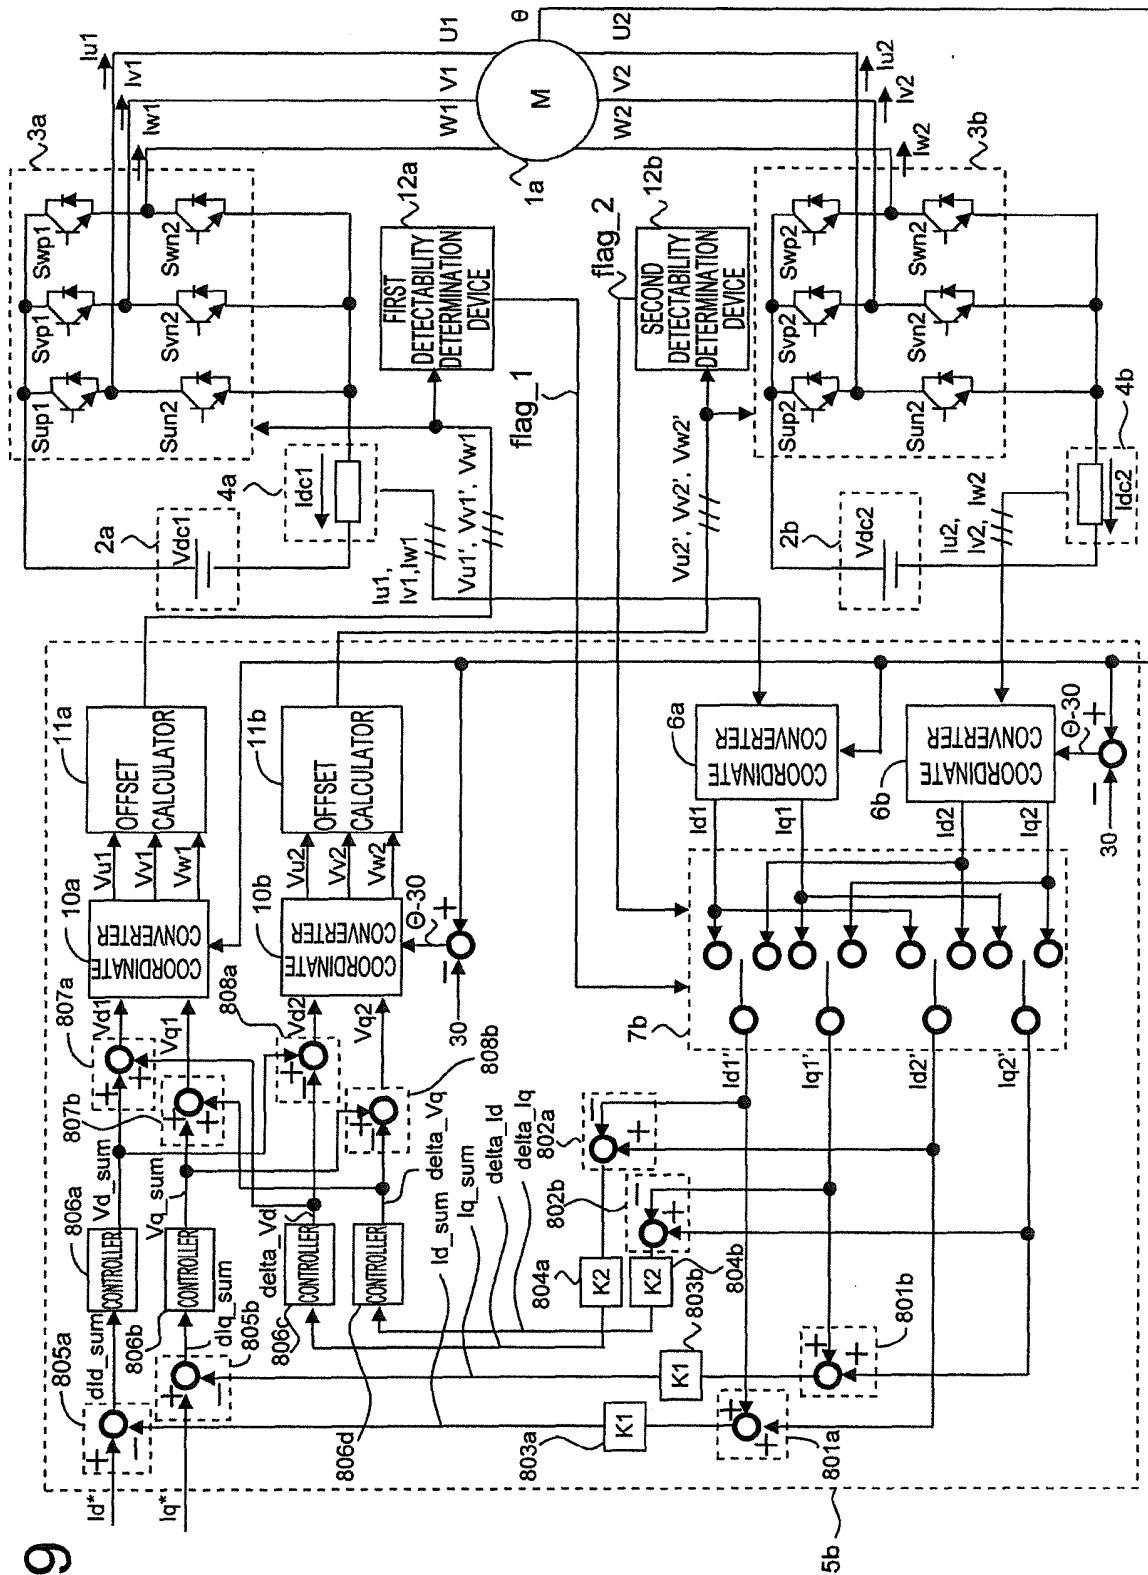 9
Id*
Iq*
805a
dId_sum
dIq_sum
805b
806a
CONTROLLER
Vd_sum
806b
CONTROLLER
Vq_sum
806c
CONTROLLER
delta_Vd
806d
CONTROLLER
delta_Vq
Id_sum
Iq_sum
delta_Id
delta_Iq
807a
807b
Vd1
Vq1
808a
808b
Vd2
Vq2
10a
COORDINATE
CONVERTER
Vu1
Vv1
Vw1
11a
OFFSET
CALCULATOR
10b
COORDINATE
CONVERTER
Θ-30
30
Vu2
Vv2
Vw2
11b
OFFSET
CALCULATOR
2a
Vdc1
4a
Idc1
Iu1,
Iv1,Iw1
Vu1', Vv1', Vw1
3a
Sup1
Svp1
Swp1
Sun2
Svn2
Swn2
Iu1
Iv1
Iw1
U1
V1
W1
θ
M
1a
U2
V2
W2
12a
FIRST
DETECTABILITY
DETERMINATION
DEVICE
flag_1
12b
SECOND
DETECTABILITY
DETERMINATION
DEVICE
flag_2
Vu2', Vv2', Vw2'
3b
Sup2
Svp2
Swp2
Sun2
Svn2
Swn2
Iu2
Iv2
Iw2
2b
Vdc2
4b
Idc2
Iu2,
Iv2, Iw2
6a
COORDINATE
CONVERTER
Id1
Iq1
6b
COORDINATE
CONVERTER
Id2
Iq2
Θ-30
30
7b
Id1'
Iq1'
Id2'
Iq2'
802a
802b
804a
K2
K2
804b
803a
K1
K1
803b
801a
801b
5b